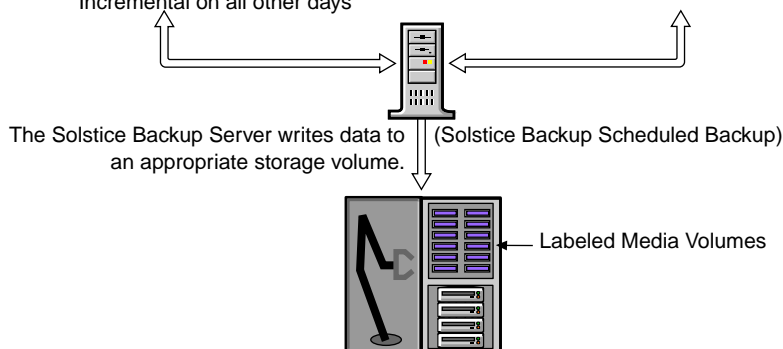 Incremental on all other days
The Solstice Backup Server writes data to
an appropriate storage volume.
(Solstice Backup Scheduled Backup)
Labeled Media Volumes